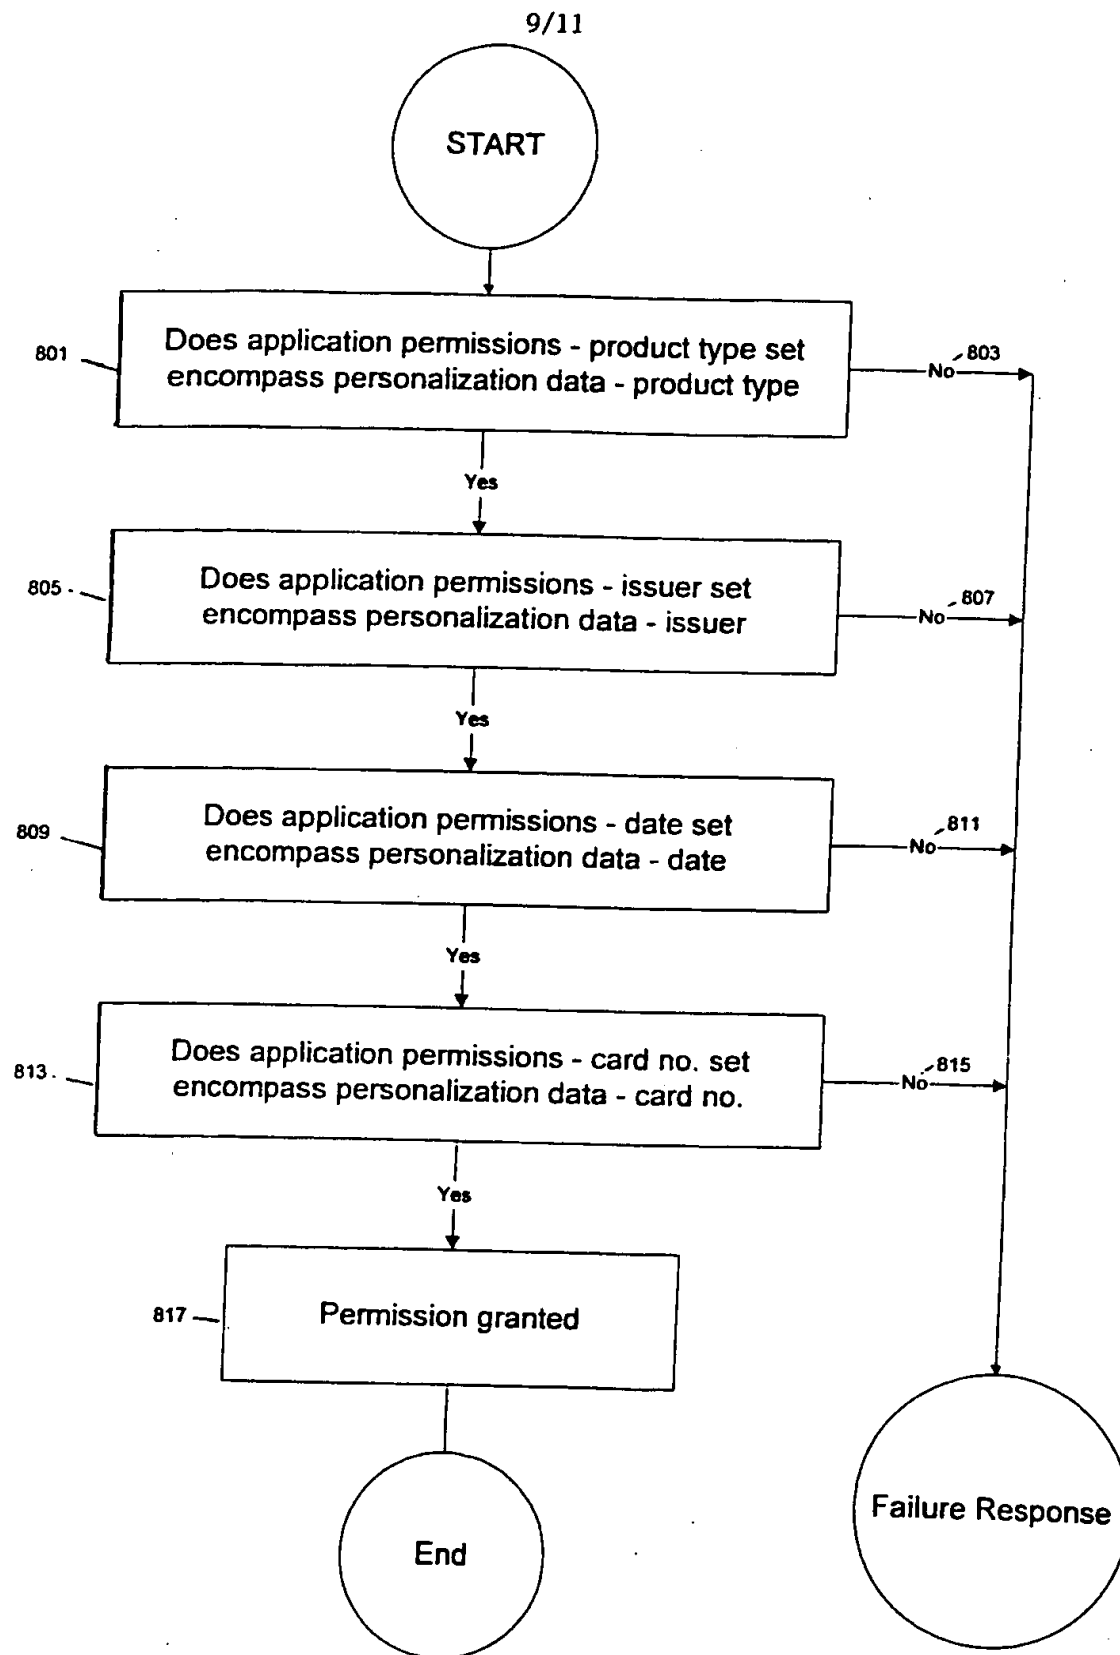 9/11
START
801
Does application permissions - product type set
encompass personalization data - product type
No
803
Yes
805
Does application permissions - issuer set
encompass personalization data - issuer
No
807
Yes
809
Does application permissions - date set
encompass personalization data - date
No
811
Yes
813
Does application permissions - card no. set
encompass personalization data - card no.
No
815
Yes
817
Permission granted
Failure Response
End